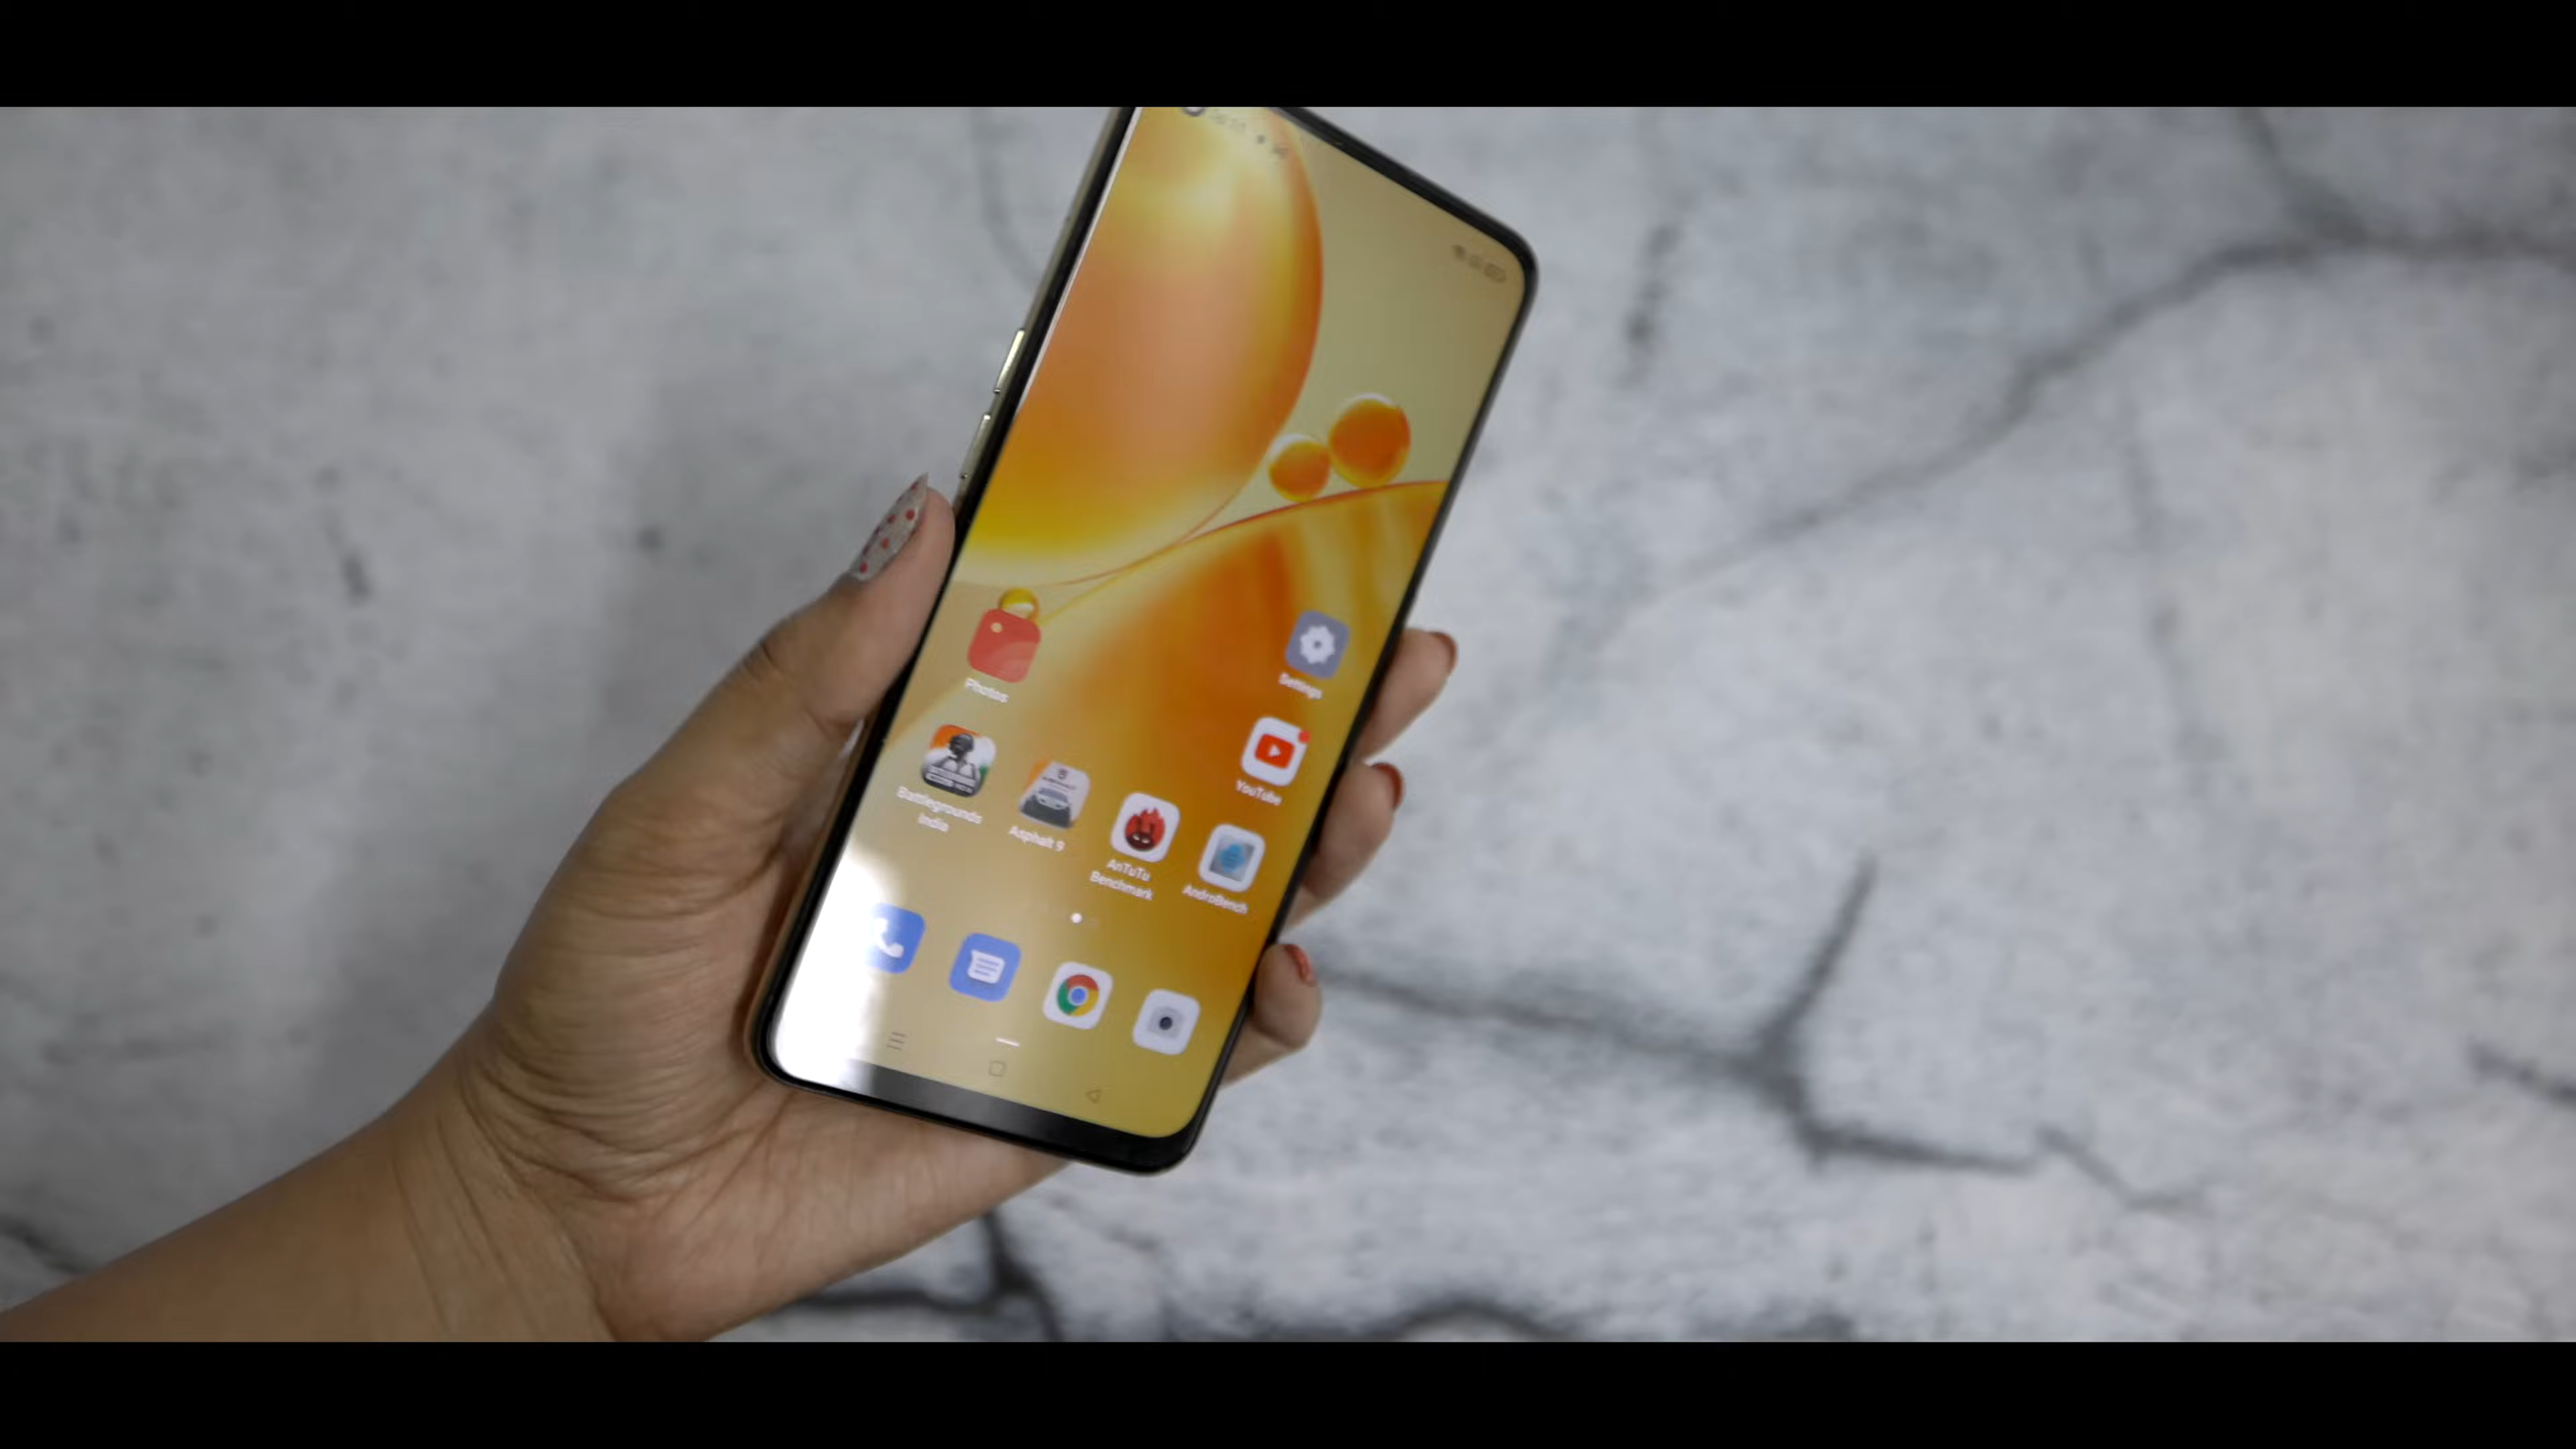 Photos
Settings
YouTube
Battlegrounds
India
Asphalt 9
AnTuTu
Benchmark
AndroBench